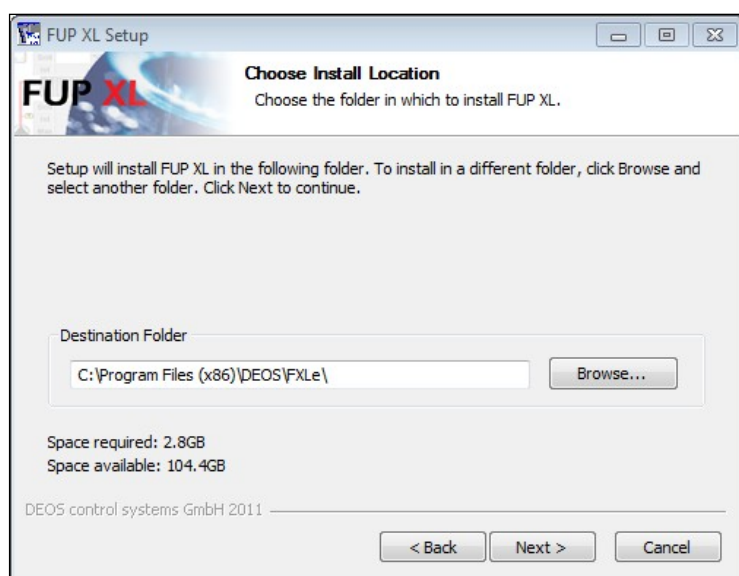 FUP XL Setup
FUP XL
Choose Install Location
Choose the folder in which to install FUP XL.
Setup will install FUP XL in the following folder. To install in a different folder, click Browse and
select another folder. Click Next to continue.
Destination Folder
C:\Program Files (x86)\DEOS\FXLe\
Browse...
Space required: 2.8GB
Space available: 104.4GB
DEOS control systems GmbH 2011
< Back
Next >
Cancel